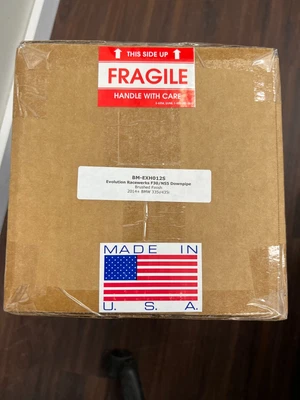 THIS SIDE UP
FRAGILE
HANDLE WITH CARE
BM-EXH0125
Evolution Racewerks F30/N55 Downpipe
Brushed Finish
2014+ BMW 335i/435i
MADE IN
U. S. A.